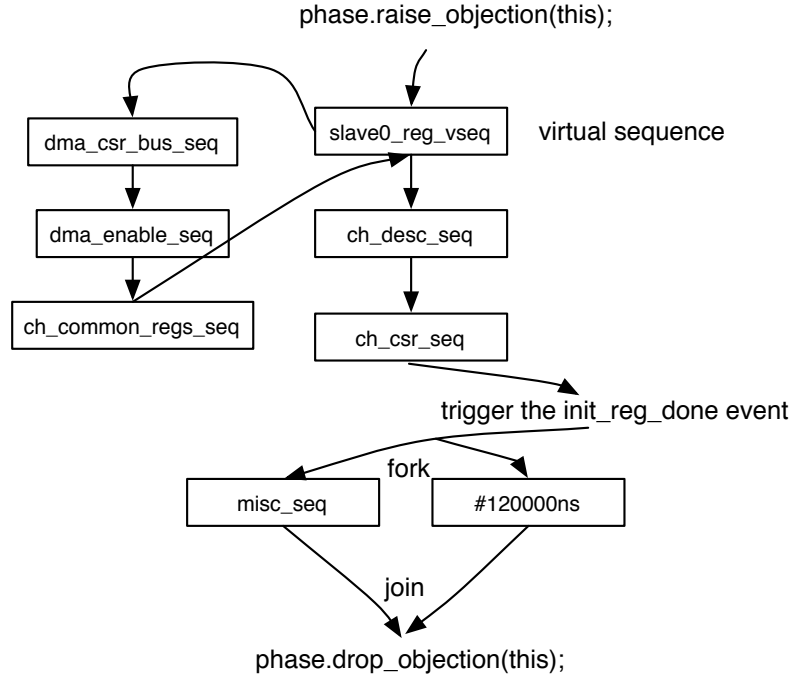 phase.raise_objection(this);
dma_csr_bus_seq
slave0_reg_vseq
virtual sequence
dma_enable_seq
ch_desc_seq
ch_common_regs_seq
ch_csr_seq
trigger the init_reg_done event
fork
misc_seq
#120000ns
join
phase.drop_objection(this);